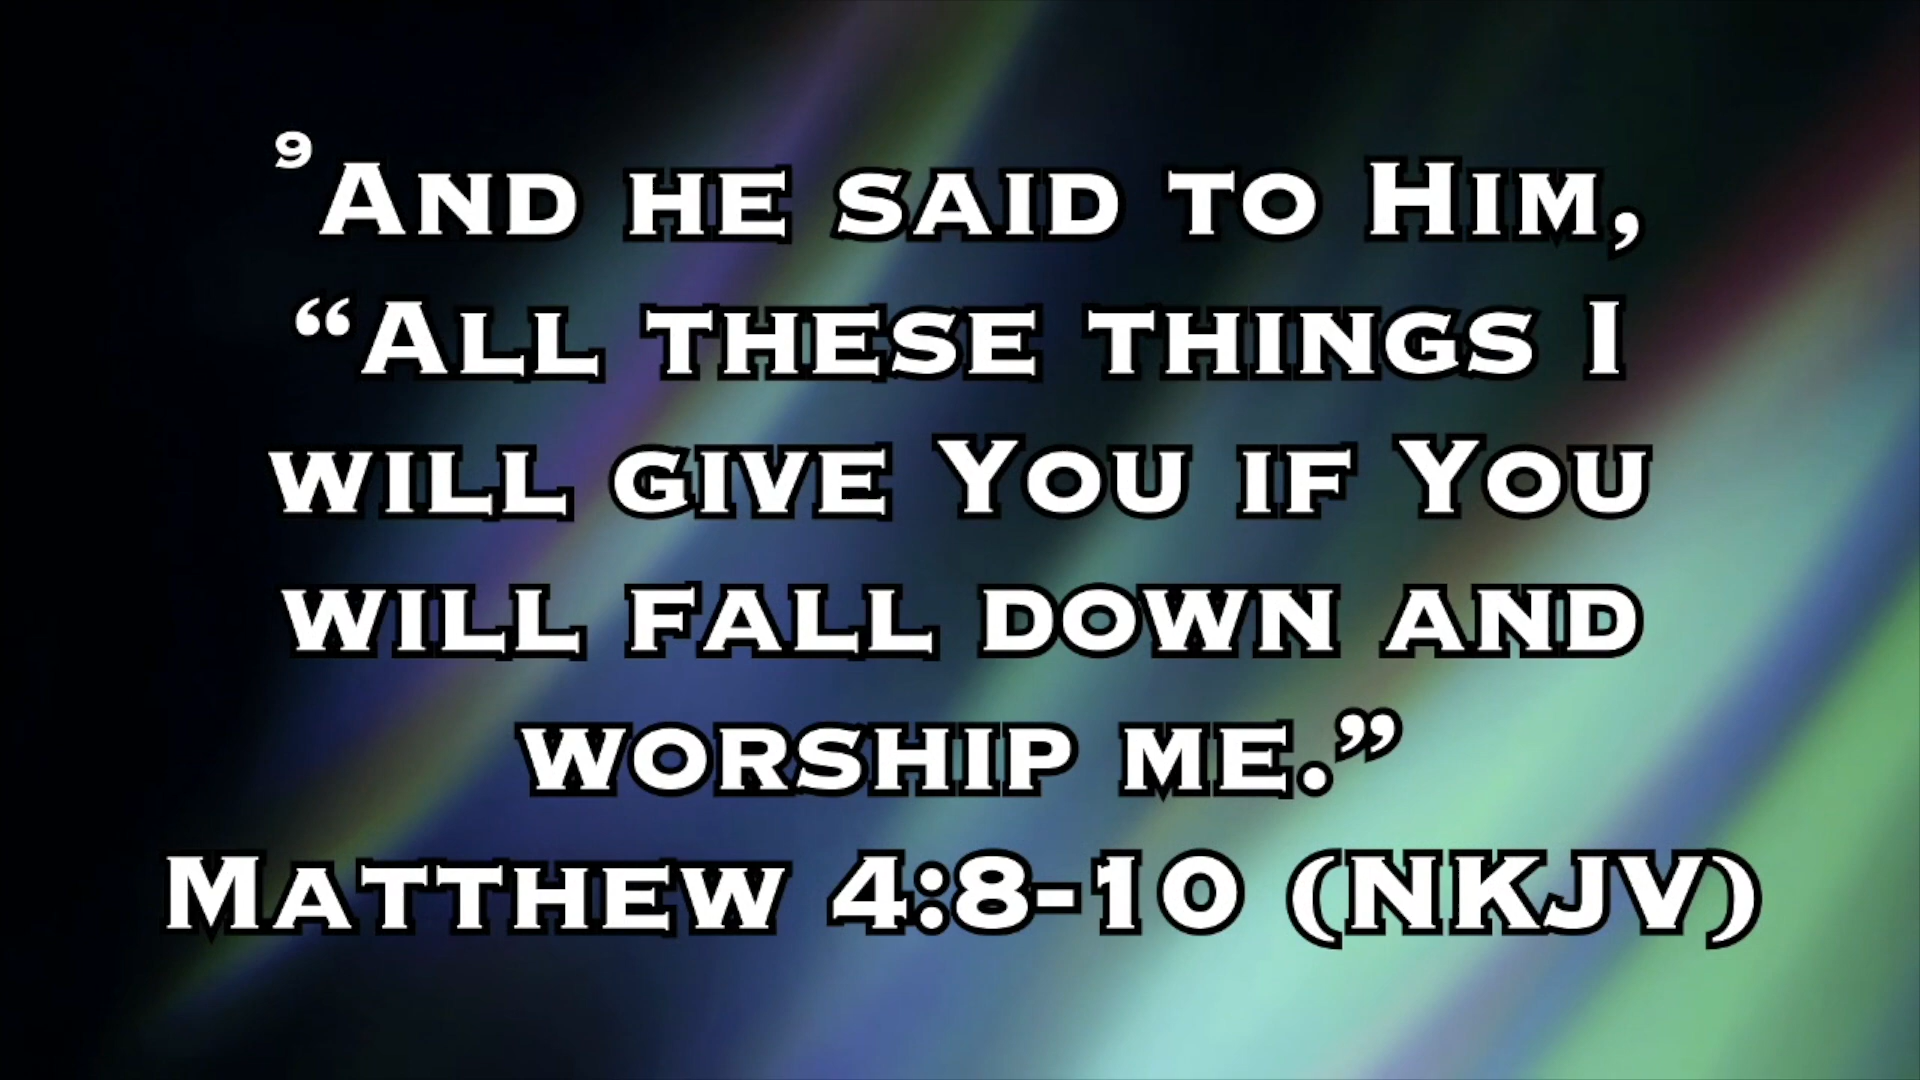 ⁹And he said to Him,
“All these things I
will give You if You
will fall down and
worship me.”
Matthew 4:8-10 (NKJV)